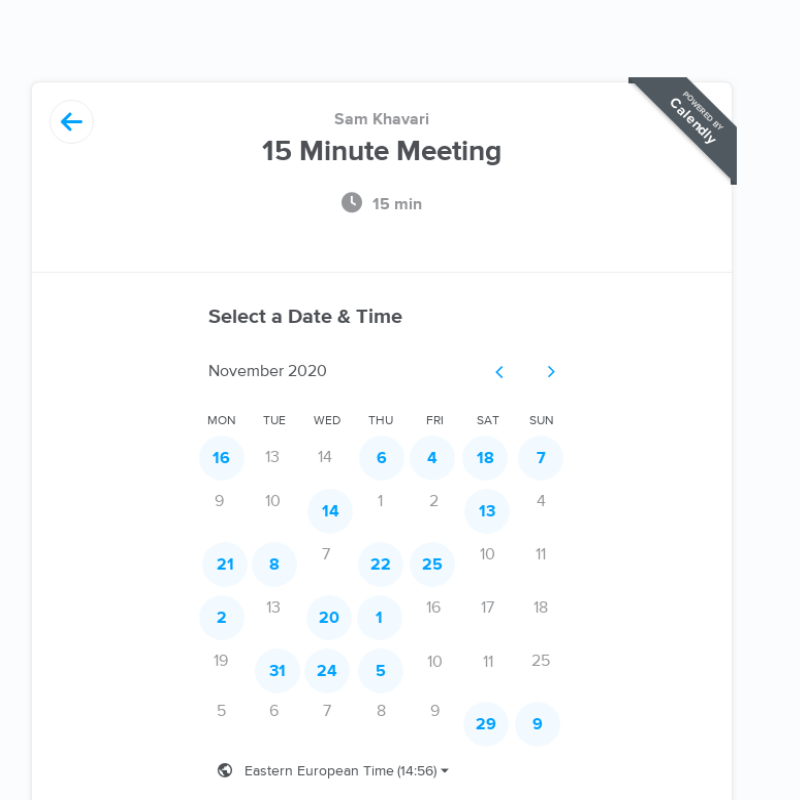 POWERED BY
Calendly
Sam Khavari
15 Minute Meeting
15 min
Select a Date & Time
November 2020
MON TUE WED THU FRI SAT SUN
16 13 14 6 4 18 7
9 10 14 1 2 13 4
21 8 7 22 25 10 11
2 13 20 1 16 17 18
19 31 24 5 10 11 25
5 6 7 8 9 29 9
Eastern European Time (14:56)